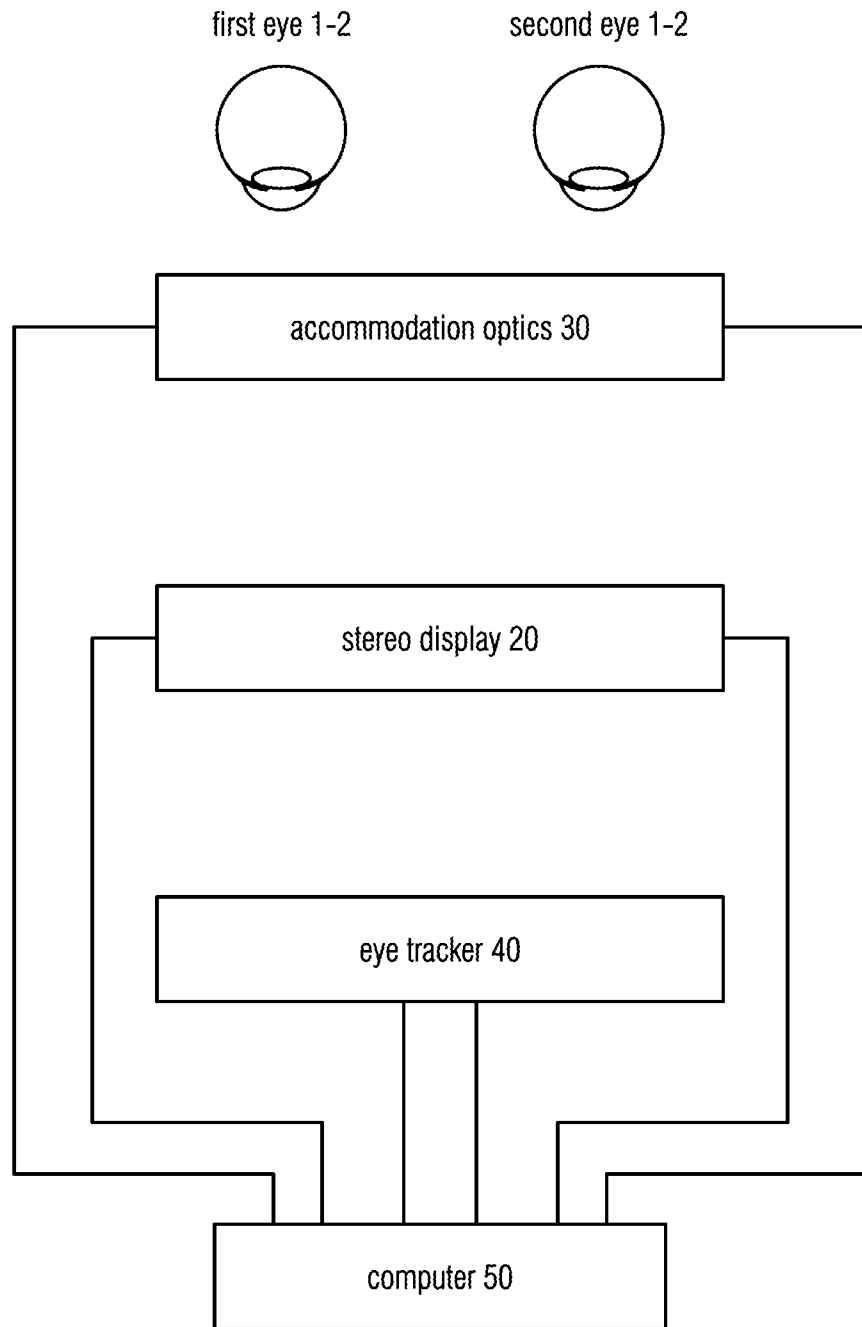 first eye 1-2 second eye 1-2
accommodation optics 30
stereo display 20
eye tracker 40
computer 50